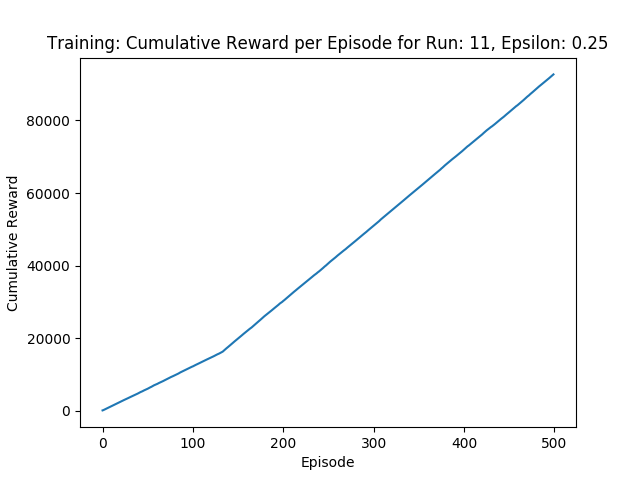 Training: Cumulative Reward per Episode for Run: 11, Epsilon: 0.25
80000
60000
40000
20000
0
Cumulative Reward
0 100 200 300 400 500
Episode